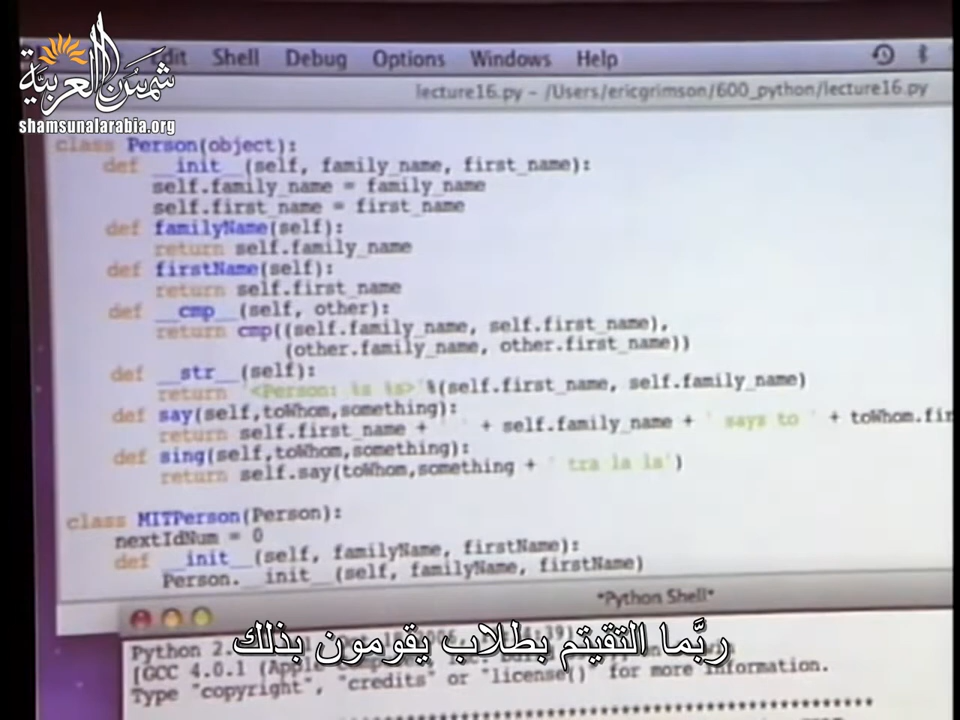 شمس العربية
shamsunalarabia.org
dit Shell Debug Options Windows Help
lecture16.py - /Users/ericgrimson/600_python/lecture16.py
class Person(object):
    def __init__(self, family_name, first_name):
        self.family_name = family_name
        self.first_name = first_name
    def familyName(self):
        return self.family_name
    def firstName(self):
        return self.first_name
    def __cmp__(self, other):
        return cmp((self.family_name, self.first_name),
                   (other.family_name, other.first_name))
    def __str__(self):
        return '<Person: %s %s>'%(self.first_name, self.family_name)
    def say(self,toWhom,something):
        return self.first_name + ' ' + self.family_name + ' says to ' + toWhom.fir
    def sing(self,toWhom,something):
        return self.say(toWhom,something + ' tra la la')
class MITPerson(Person):
    nextIdNum = 0
    def __init__(self, familyName, firstName):
        Person.__init__(self, familyName, firstName)
*Python Shell*
Python 2.
[GCC 4.0.1 (Apple
Type "copyright", "credits" or "license()" for more information.
ربَّما التقيتم بطلاب يقومون بذلك